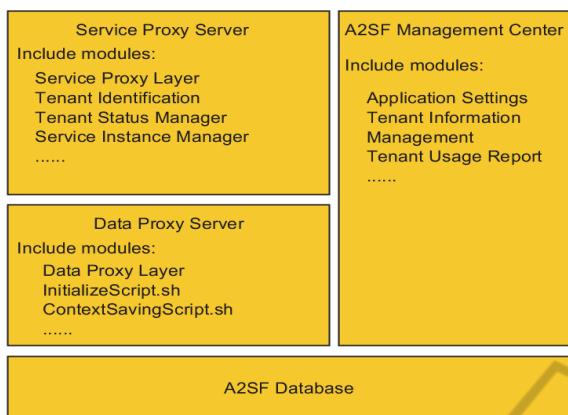 Service Proxy Server
Include modules:
Service Proxy Layer
Tenant Identification
Tenant Status Manager
Service Instance Manager
......
Data Proxy Server
Include modules:
Data Proxy Layer
InitializeScript.sh
ContextSavingScript.sh
......
A2SF Management Center
Include modules:
Application Settings
Tenant Information
Management
Tenant Usage Report
......
A2SF Database